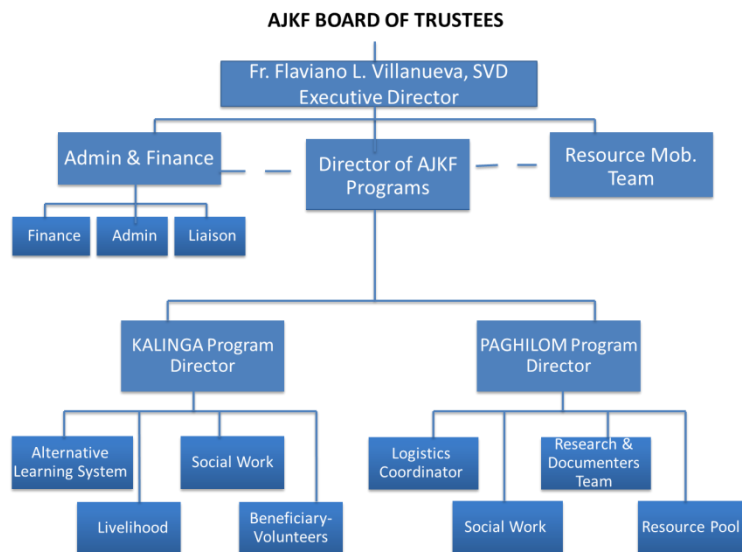 AJKF BOARD OF TRUSTEES
Fr. Flaviano L. Villanueva, SVD
Executive Director
Admin & Finance
Director of AJKF
Programs
Resource Mob.
Team
Finance
Admin
Liaison
KALINGA Program
Director
PAGHILOM Program
Director
Alternative
Learning System
Social Work
Livelihood
Beneficiary-
Volunteers
Logistics
Coordinator
Research &
Documenters
Team
Social Work
Resource Pool